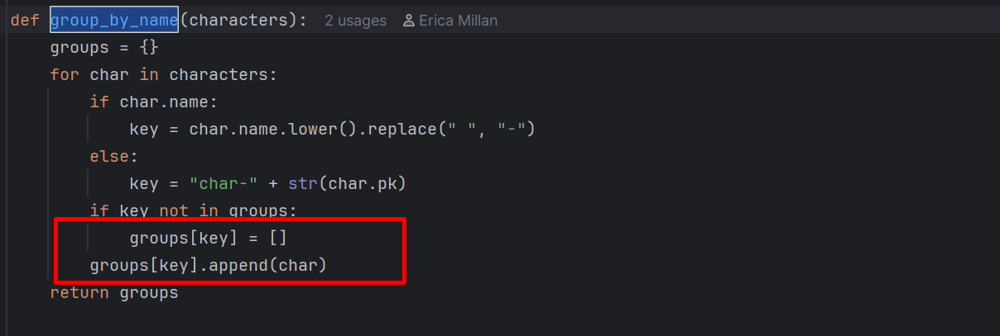 def group_by_name(characters): 2 usages Erica Millan
    groups = {}
    for char in characters:
        if char.name:
            key = char.name.lower().replace(" ", "-")
        else:
            key = "char-" + str(char.pk)
        if key not in groups:
            groups[key] = []
        groups[key].append(char)
    return groups